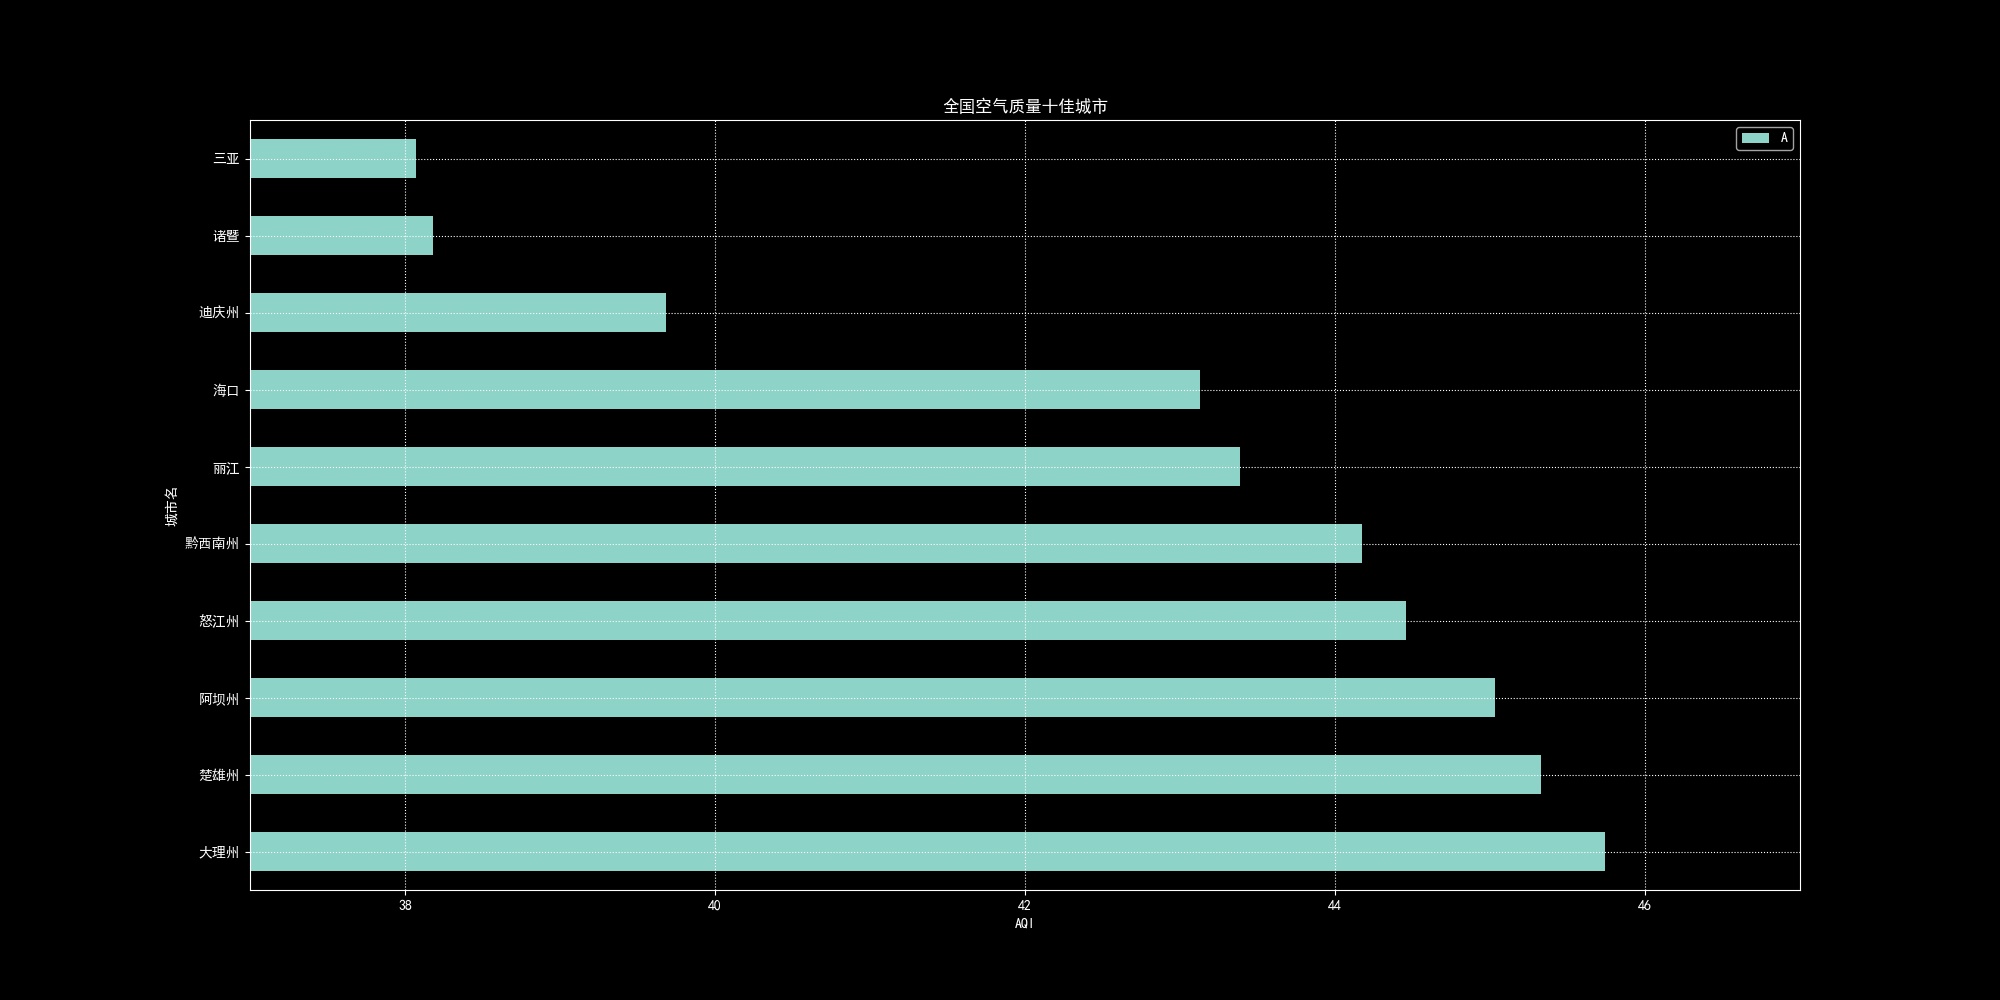 全国空气质量十佳城市
A
三亚
诸暨
迪庆州
海口
丽江
黔西南州
怒江州
阿坝州
楚雄州
大理州
城市名
38 40 42 44 46
AQI